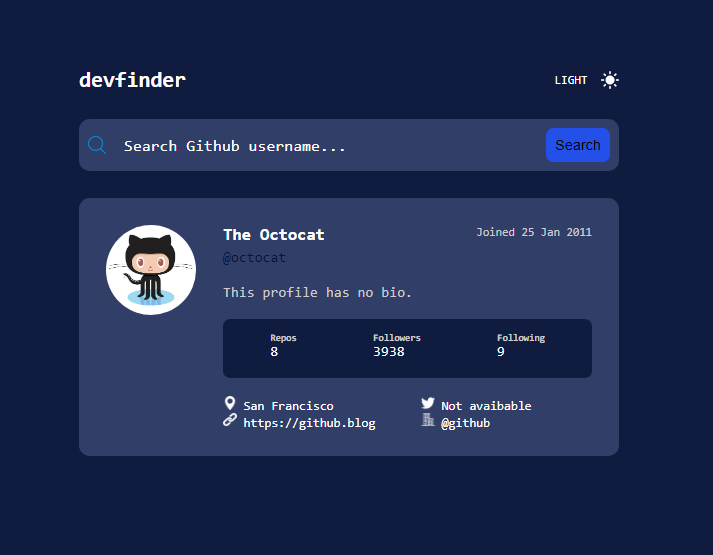 devfinder
LIGHT
Search Github username...
Search
The Octocat
Joined 25 Jan 2011
@octocat
This profile has no bio.
Repos
8
Followers
3938
Following
9
San Francisco
Not avaibable
https://github.blog
@github